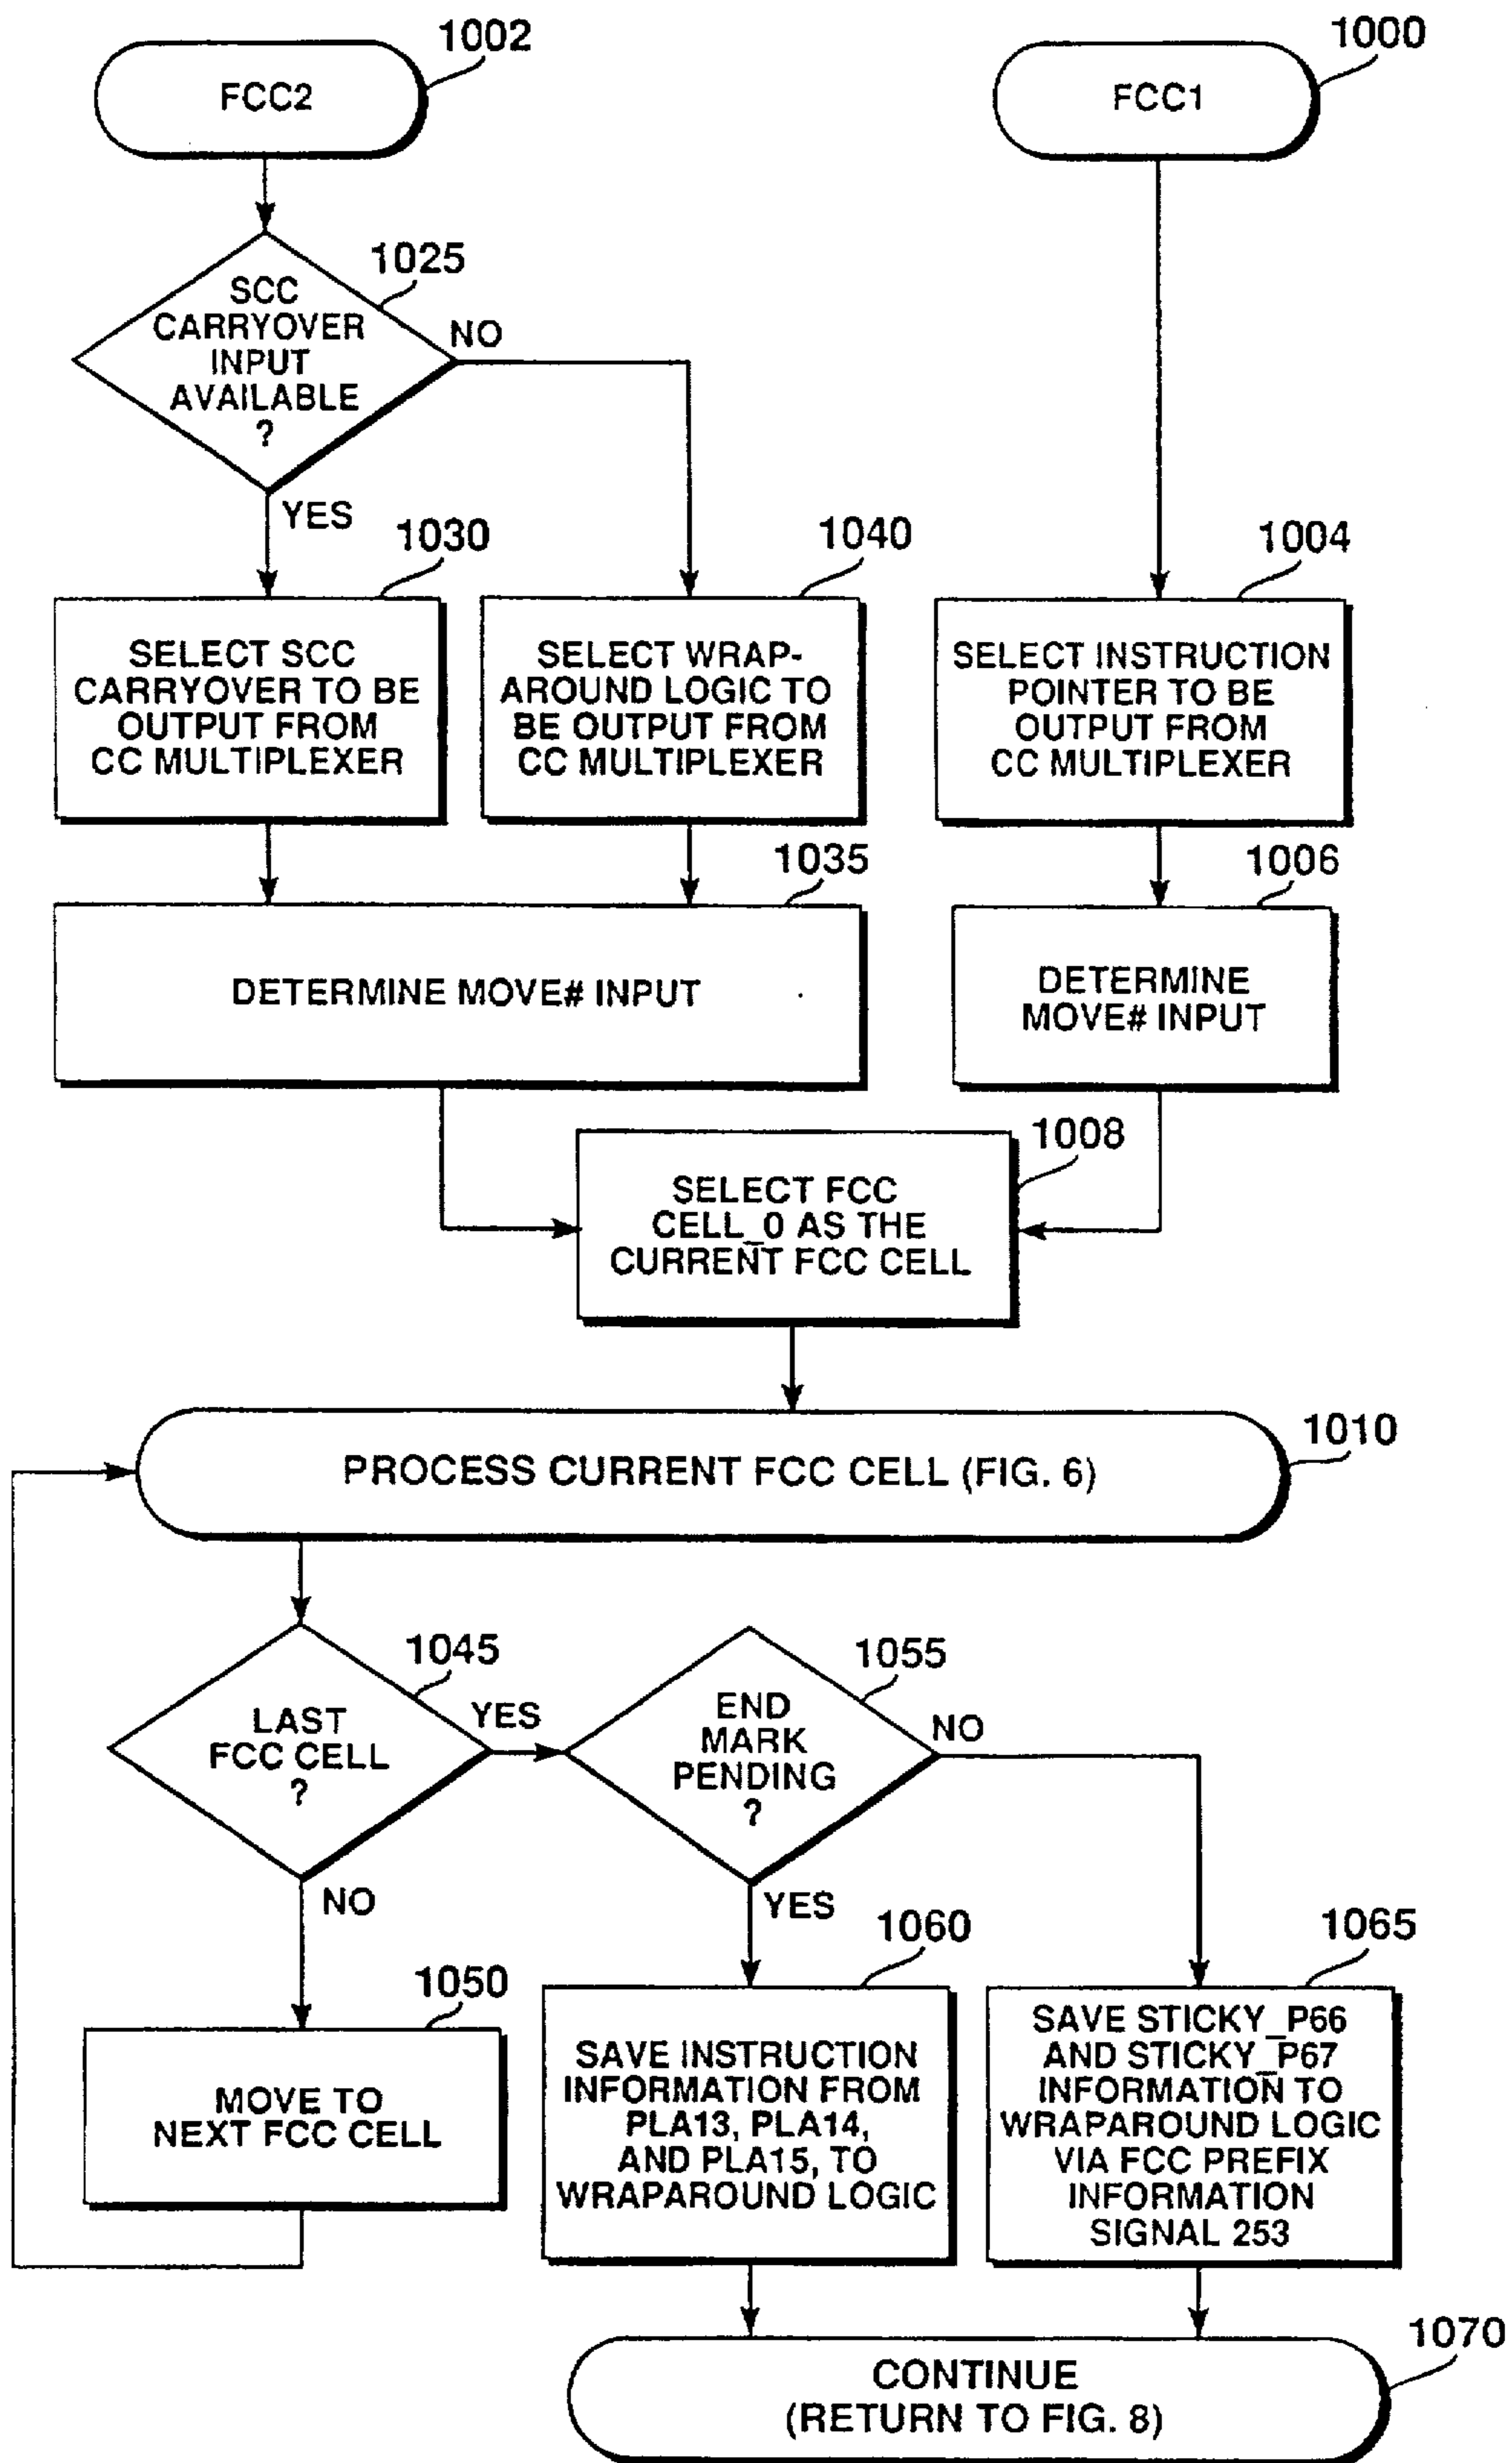 1002
FCC2
1000
FCC1
1025
SCC
CARRYOVER
INPUT
AVAILABLE
?
NO
YES
1030
SELECT SCC
CARRYOVER TO BE
OUTPUT FROM
CC MULTIPLEXER
1040
SELECT WRAP-
AROUND LOGIC TO
BE OUTPUT FROM
CC MULTIPLEXER
1004
SELECT INSTRUCTION
POINTER TO BE
OUTPUT FROM
CC MULTIPLEXER
1035
DETERMINE MOVE# INPUT
1006
DETERMINE
MOVE# INPUT
1008
SELECT FCC
CELL_0 AS THE
CURRENT FCC CELL
1010
PROCESS CURRENT FCC CELL (FIG. 6)
1045
LAST
FCC CELL
?
YES
NO
1055
END
MARK
PENDING
?
NO
YES
1050
MOVE TO
NEXT FCC CELL
1060
SAVE INSTRUCTION
INFORMATION FROM
PLA13, PLA14,
AND PLA15, TO
WRAPAROUND LOGIC
1065
SAVE STICKY_P66
AND STICKY_P67
INFORMATION TO
WRAPAROUND LOGIC
VIA FCC PREFIX
INFORMATION
SIGNAL 253
1070
CONTINUE
(RETURN TO FIG. 8)